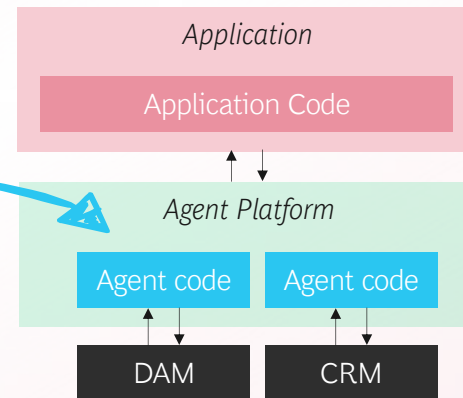 Application
Application Code
Agent Platform
Agent code Agent code
DAM CRM